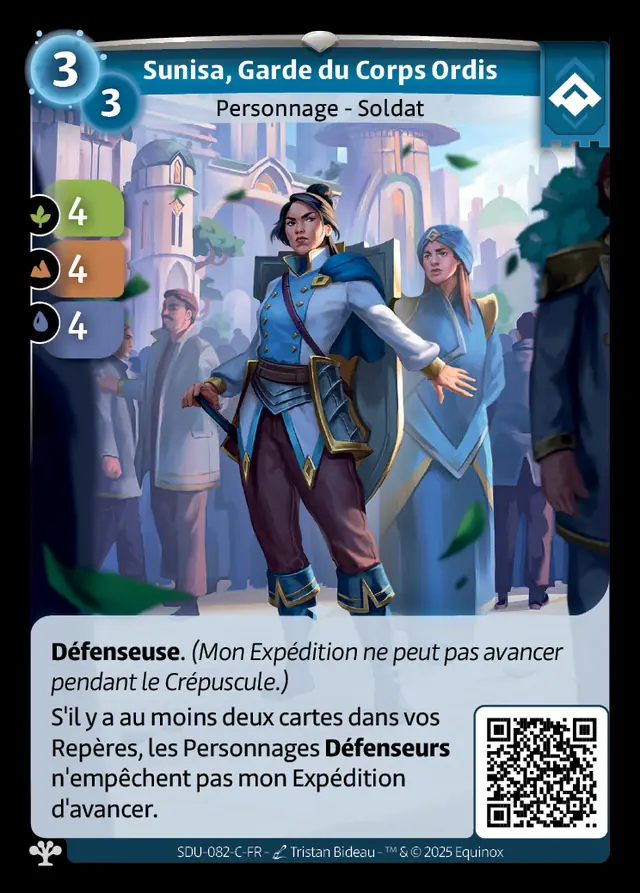 3
Sunisa, Garde du Corps Ordis
3
Personnage - Soldat
4
4
4
Défenseuse. (Mon Expédition ne peut pas avancer
pendant le Crépuscule.)
S'il y a au moins deux cartes dans vos
Repères, les Personnages Défenseurs
n'empêchent pas mon Expédition
d'avancer.
SDU-082-C-FR - Tristan Bideau - ™ & © 2025 Equinox